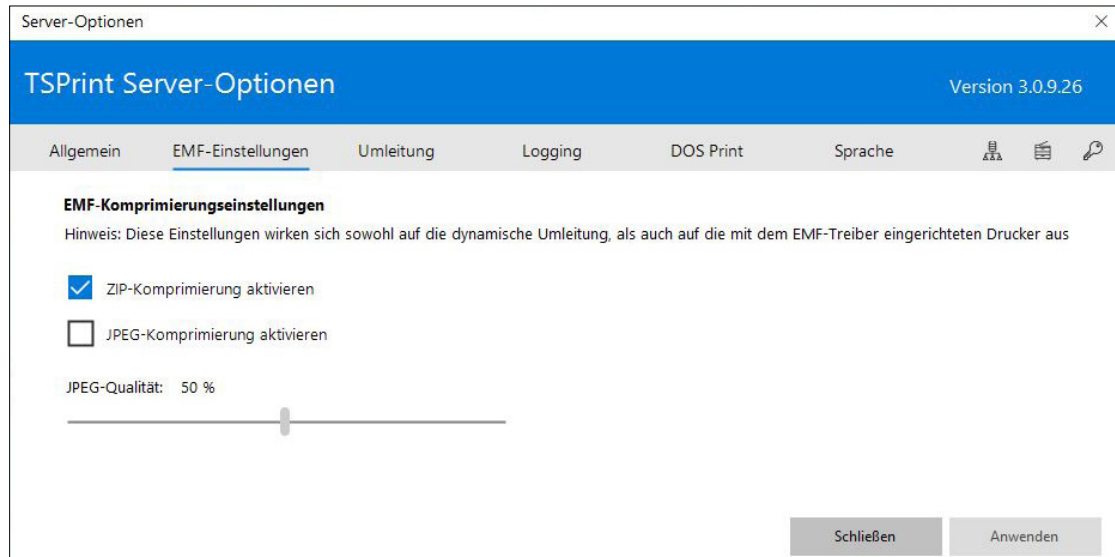 Server-Optionen
TSPrint Server-Optionen
Version 3.0.9.26
Allgemein EMF-Einstellungen Umleitung Logging DOS Print Sprache
EMF-Komprimierungseinstellungen
Hinweis: Diese Einstellungen wirken sich sowohl auf die dynamische Umleitung, als auch auf die mit dem EMF-Treiber eingerichteten Drucker aus
ZIP-Komprimierung aktivieren
JPEG-Komprimierung aktivieren
JPEG-Qualität: 50 %
Schließen Anwenden